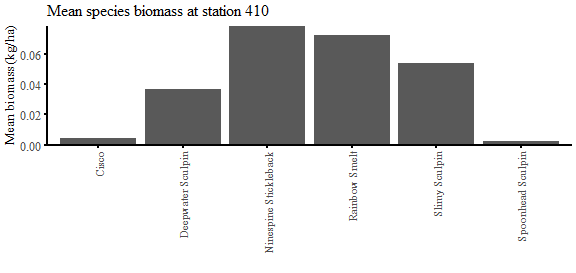 Mean species biomass at station 410
Mean biomass (kg/ha)
0.06
0.04
0.02
0.00
Cisco
Deepwater Sculpin
Ninespine Stickleback
Rainbow Smelt
Slimy Sculpin
Spoonhead Sculpin